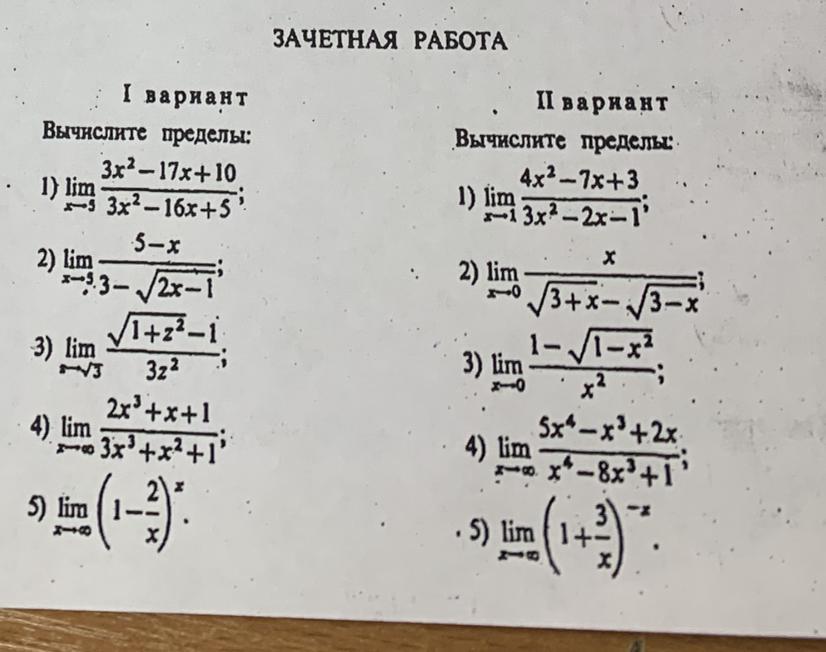 ЗАЧЕТНАЯ РАБОТА
I вариант
Вычислите пределы:
1) lim_{x→5} (3x²−17x+10)/(3x²−16x+5);
2) lim_{x→5} (5−x)/(3−√(2x−1));
3) lim_{z→√3} (√(1+z²)−1)/(3z²);
4) lim_{x→∞} (2x³+x+1)/(3x³+x²+1);
5) lim_{x→∞} (1−2/x)^x.
II вариант
Вычислите пределы:
1) lim_{x→1} (4x²−7x+3)/(3x²−2x−1);
2) lim_{x→0} x/(√(3+x)−√(3−x));
3) lim_{x→0} (1−√(1−x²))/x²;
4) lim_{x→∞} (5x⁴−x³+2x)/(x⁴−8x³+1);
5) lim_{x→∞} (1+3/x)^{−x}.